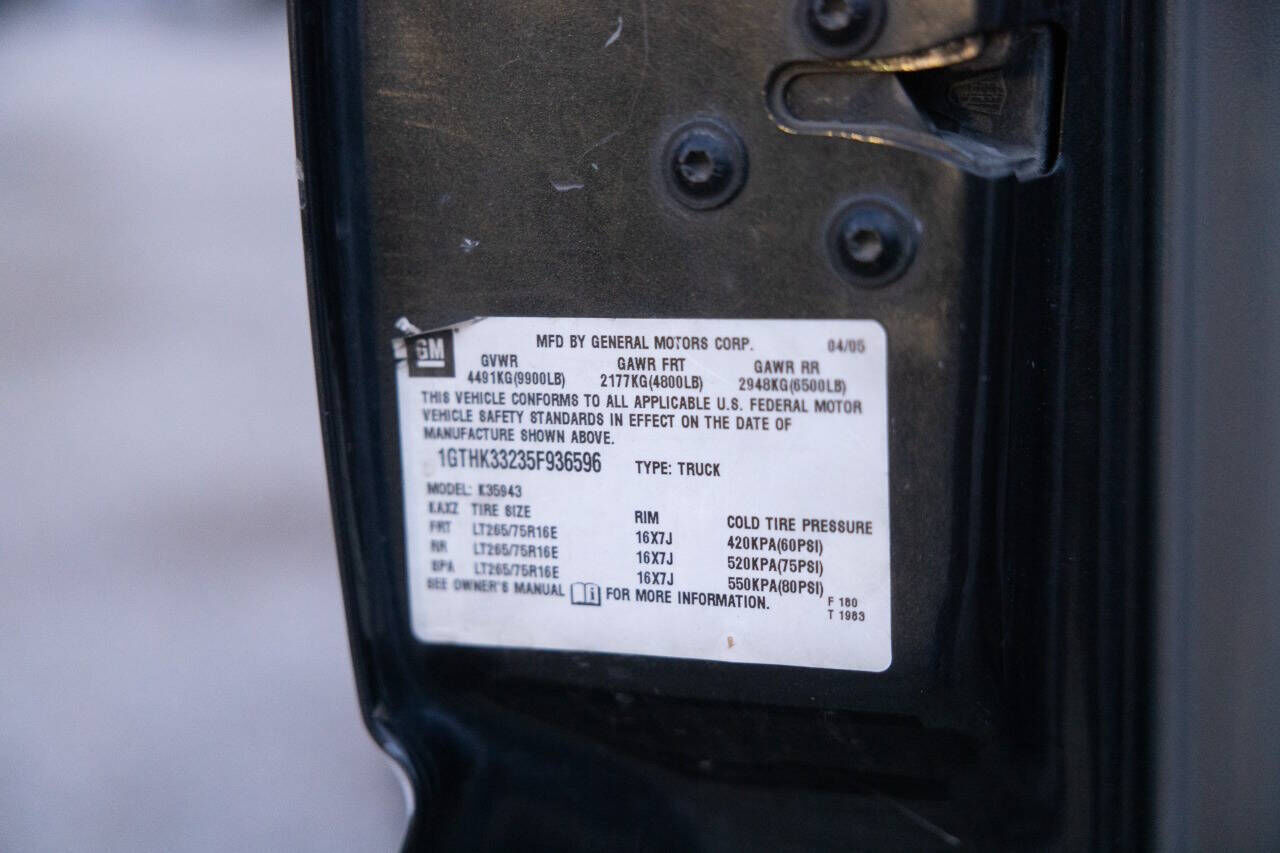 GM
MFD BY GENERAL MOTORS CORP. 04/05
GVWR GAWR FRT GAWR RR
4491KG(9900LB) 2177KG(4800LB) 2948KG(6500LB)
THIS VEHICLE CONFORMS TO ALL APPLICABLE U.S. FEDERAL MOTOR
VEHICLE SAFETY STANDARDS IN EFFECT ON THE DATE OF
MANUFACTURE SHOWN ABOVE.
1GTHK33235F936596 TYPE: TRUCK
MODEL: K35943
EAXZ TIRE SIZE RIM COLD TIRE PRESSURE
FRT LT265/75R16E 16X7J 420KPA(60PSI)
RR LT265/75R16E 16X7J 520KPA(75PSI)
SPA LT265/75R16E 16X7J 550KPA(80PSI)
SEE OWNER'S MANUAL i FOR MORE INFORMATION.
F 180
T 1983